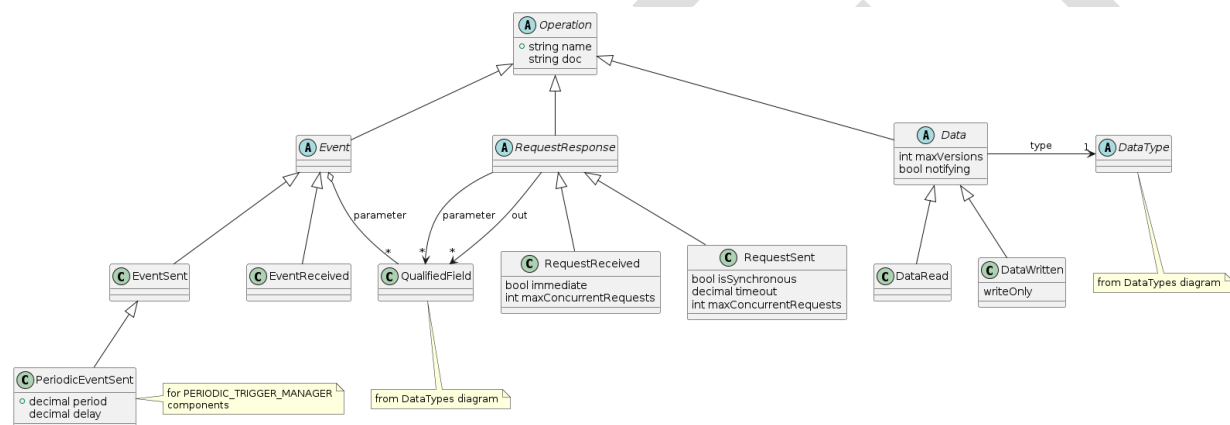 A Operation
string name
string doc
A Event
A RequestResponse
A Data
int maxVersions
bool notifying
type
1
A DataType
parameter
parameter
out
*
*
*
C EventSent
C EventReceived
C QualifiedField
C RequestReceived
bool immediate
int maxConcurrentRequests
C RequestSent
bool isSynchronous
decimal timeout
int maxConcurrentRequests
C DataRead
C DataWritten
writeOnly
from DataTypes diagram
C PeriodicEventSent
decimal period
decimal delay
for PERIODIC_TRIGGER_MANAGER
components
from DataTypes diagram